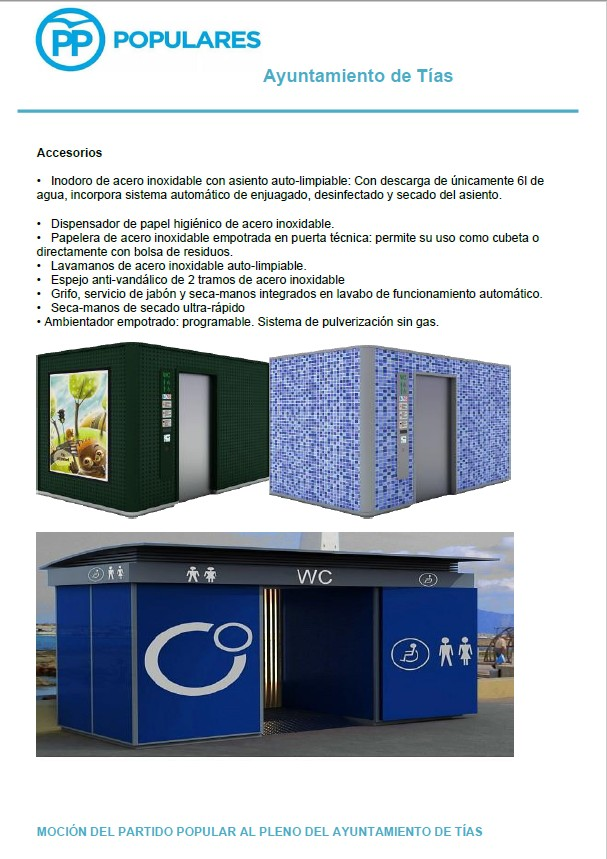 PP POPULARES
Ayuntamiento de Tías
Accesorios
• Inodoro de acero inoxidable con asiento auto-limpiable: Con descarga de únicamente 6l de
agua, incorpora sistema automático de enjuagado, desinfectado y secado del asiento.
• Dispensador de papel higiénico de acero inoxidable.
• Papelera de acero inoxidable empotrada en puerta técnica: permite su uso como cubeta o
directamente con bolsa de residuos.
• Lavamanos de acero inoxidable auto-limpiable.
• Espejo anti-vandálico de 2 tramos de acero inoxidable
• Grifo, servicio de jabón y seca-manos integrados en lavabo de funcionamiento automático.
• Seca-manos de secado ultra-rápido
• Ambientador empotrado: programable. Sistema de pulverización sin gas.
WC
MOCIÓN DEL PARTIDO POPULAR AL PLENO DEL AYUNTAMIENTO DE TÍAS